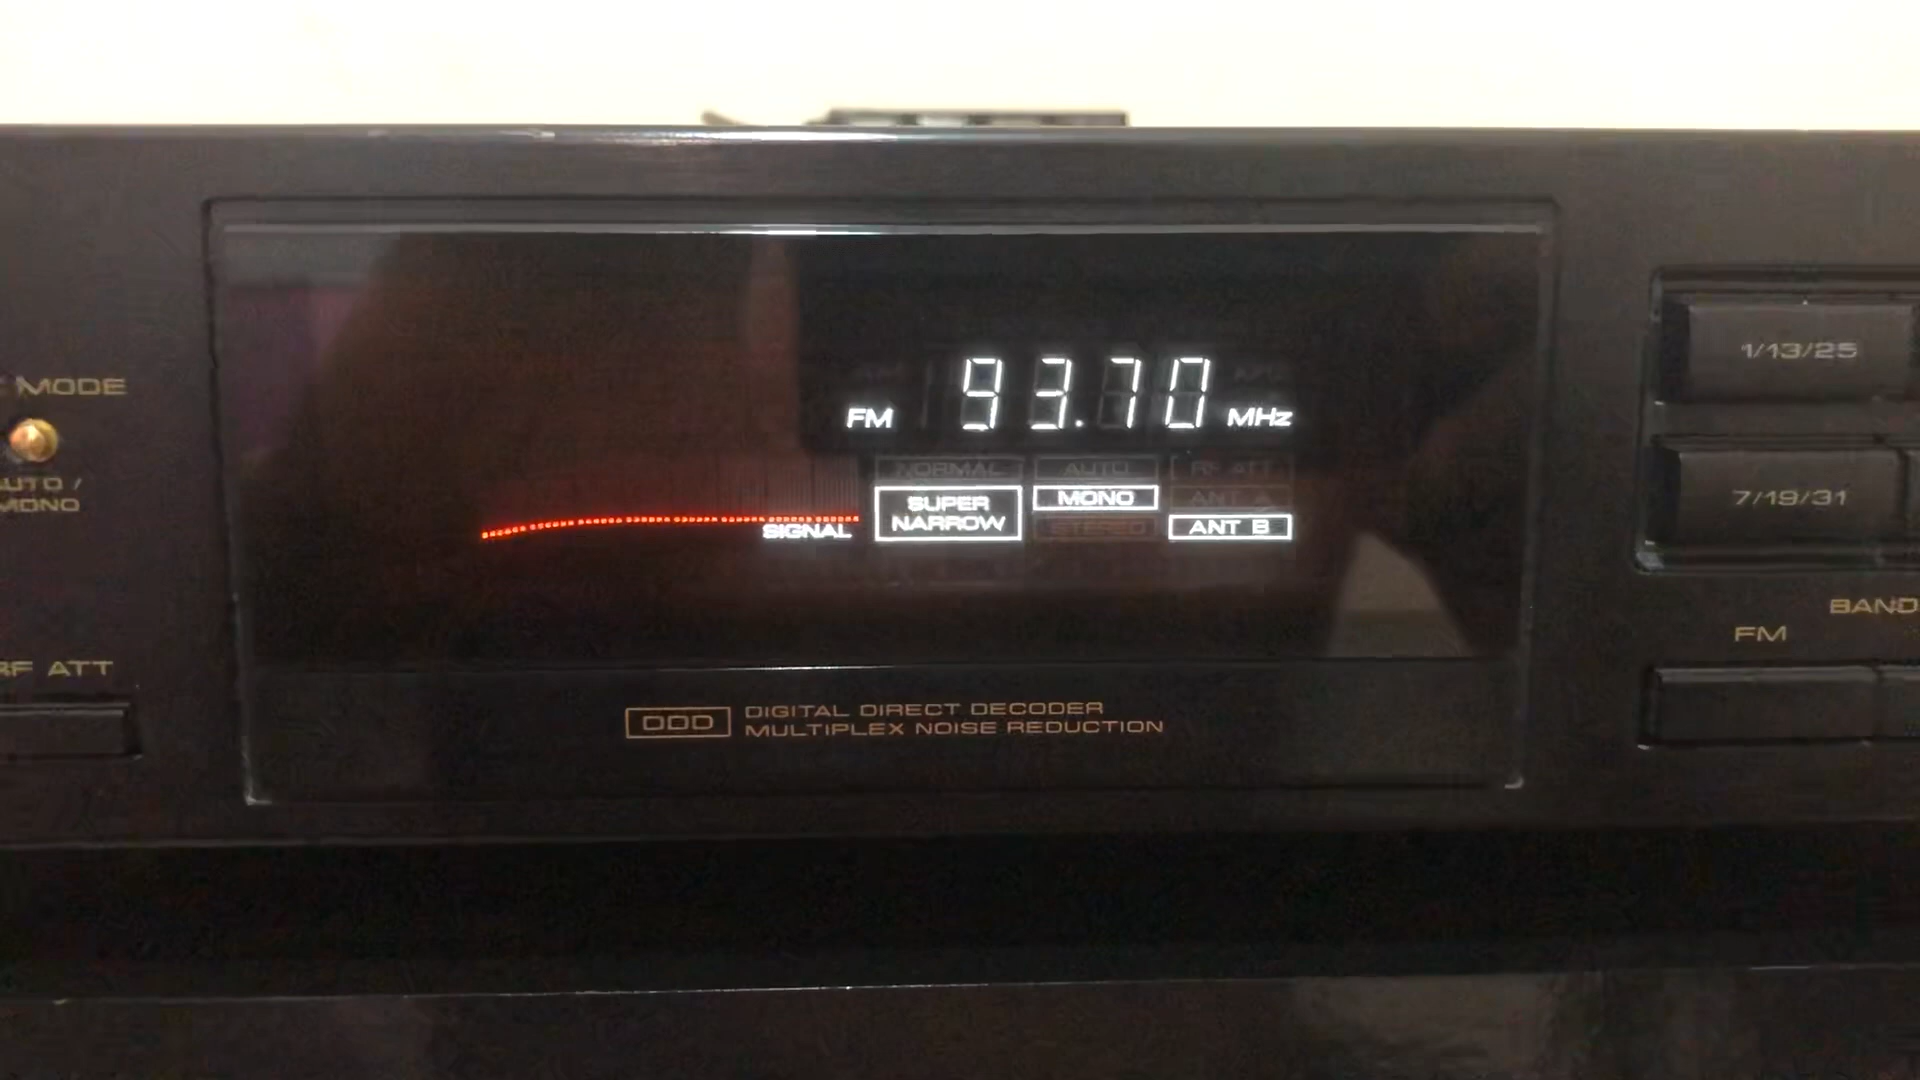 MODE
AUTO /
MONO
RF ATT
FM 93.70 MHz
NORMAL AUTO RF ATT
SUPER
NARROW
MONO ANT A
SIGNAL STEREO ANT B
DDD DIGITAL DIRECT DECODER
MULTIPLEX NOISE REDUCTION
1/13/25
7/19/31
BAND
FM